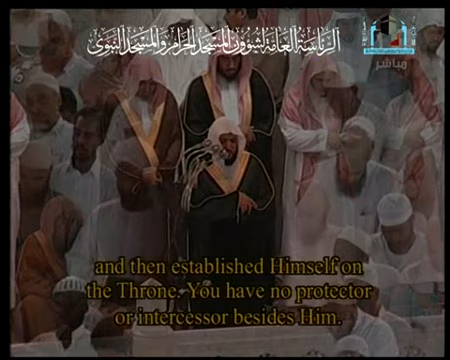 الرئاسة العامة لشؤون المسجد الحرام والمسجد النبوي
مباشر
and then established Himself on
the Throne. You have no protector
or intercessor besides Him.